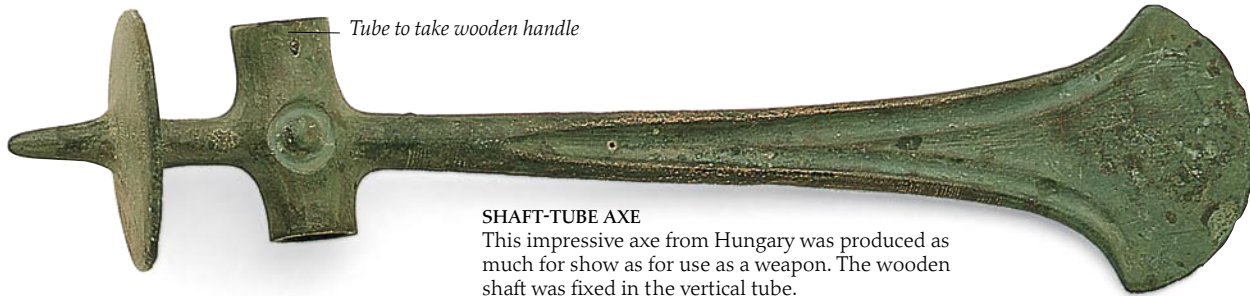 Tube to take wooden handle
SHAFT-TUBE AXE
This impressive axe from Hungary was produced as
much for show as for use as a weapon. The wooden
shaft was fixed in the vertical tube.